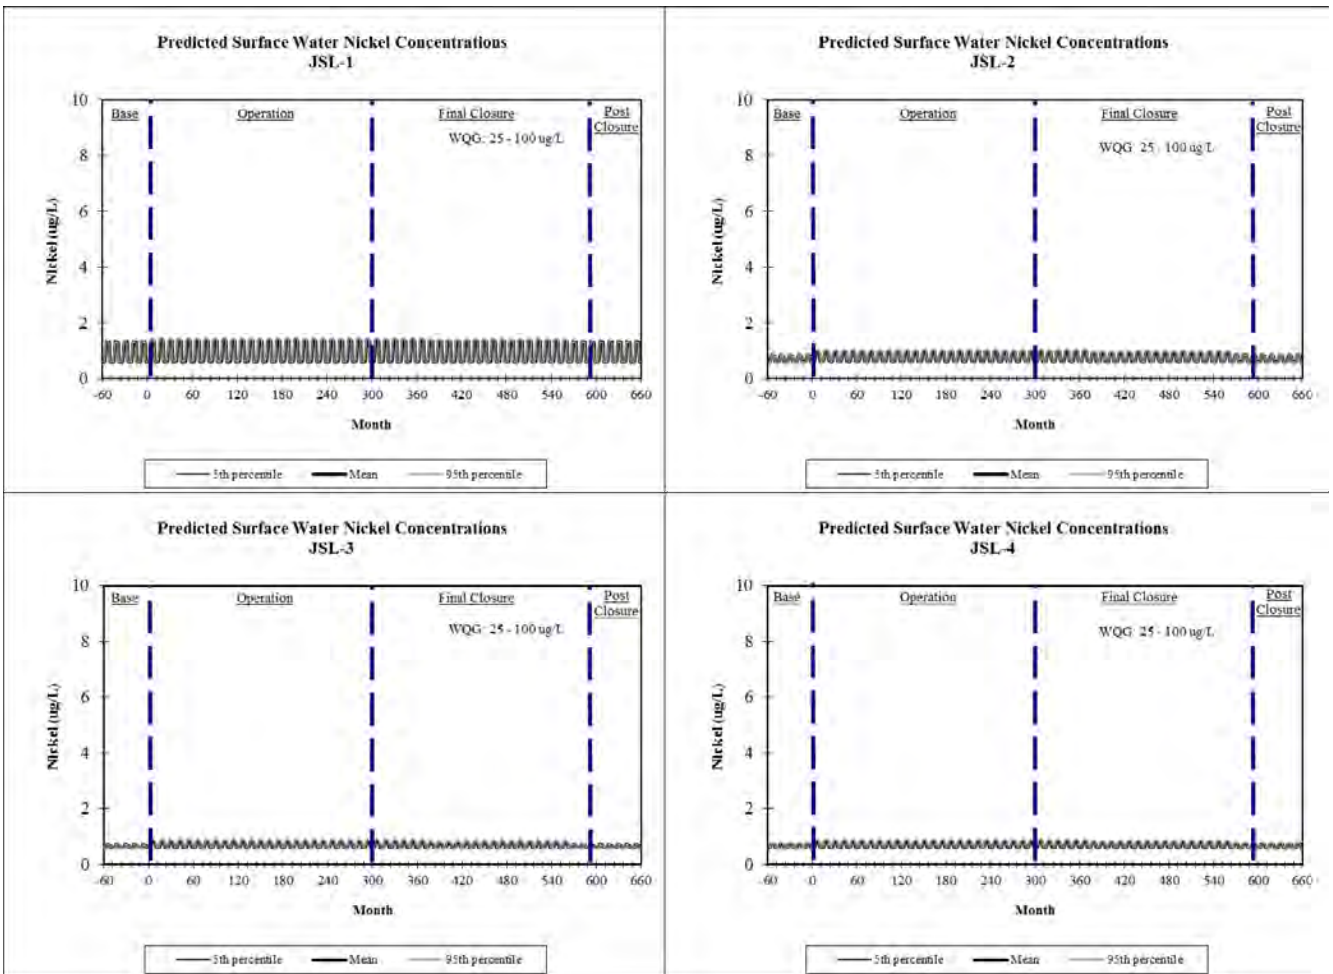 Predicted Surface Water Nickel Concentrations
JSL-1
Base
Operation
Final Closure
Post
Closure
WQG: 25 - 100 ug/L
10
8
6
4
2
0
Nickel (ug/L)
-60 0 60 120 180 240 300 360 420 480 540 600 660
Month
5th percentile Mean 95th percentile
Predicted Surface Water Nickel Concentrations
JSL-2
Base
Operation
Final Closure
Post
Closure
WQG: 25 - 100 ug/L
10
8
6
4
2
0
Nickel (ug/L)
-60 0 60 120 180 240 300 360 420 480 540 600 660
Month
5th percentile Mean 95th percentile
Predicted Surface Water Nickel Concentrations
JSL-3
Base
Operation
Final Closure
Post
Closure
WQG: 25 - 100 ug/L
10
8
6
4
2
0
Nickel (ug/L)
-60 0 60 120 180 240 300 360 420 480 540 600 660
Month
5th percentile Mean 95th percentile
Predicted Surface Water Nickel Concentrations
JSL-4
Base
Operation
Final Closure
Post
Closure
WQG: 25 - 100 ug/L
10
8
6
4
2
0
Nickel (ug/L)
-60 0 60 120 180 240 300 360 420 480 540 600 660
Month
5th percentile Mean 95th percentile